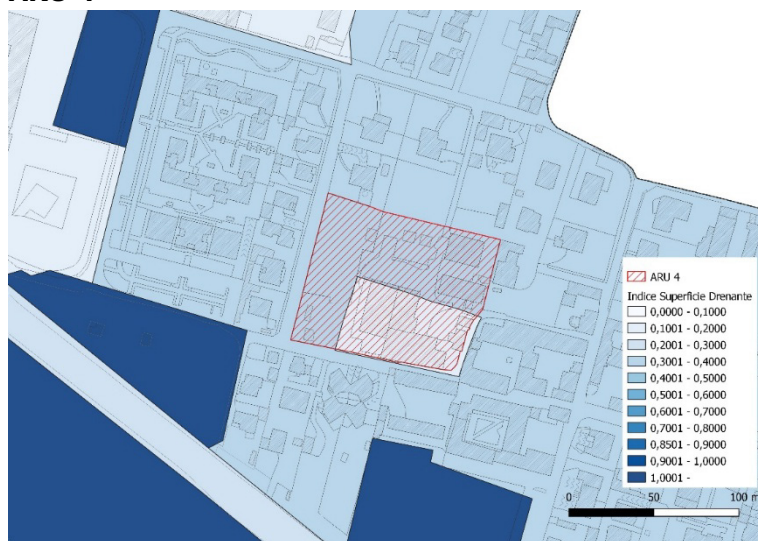 ARU 4
Indice Superficie Drenante
0,0000 - 0,1000
0,1001 - 0,2000
0,2001 - 0,3000
0,3001 - 0,4000
0,4001 - 0,5000
0,5001 - 0,6000
0,6001 - 0,7000
0,7001 - 0,8000
0,8501 - 0,9000
0,9001 - 1,0000
1,0001 -
0 50 100 m